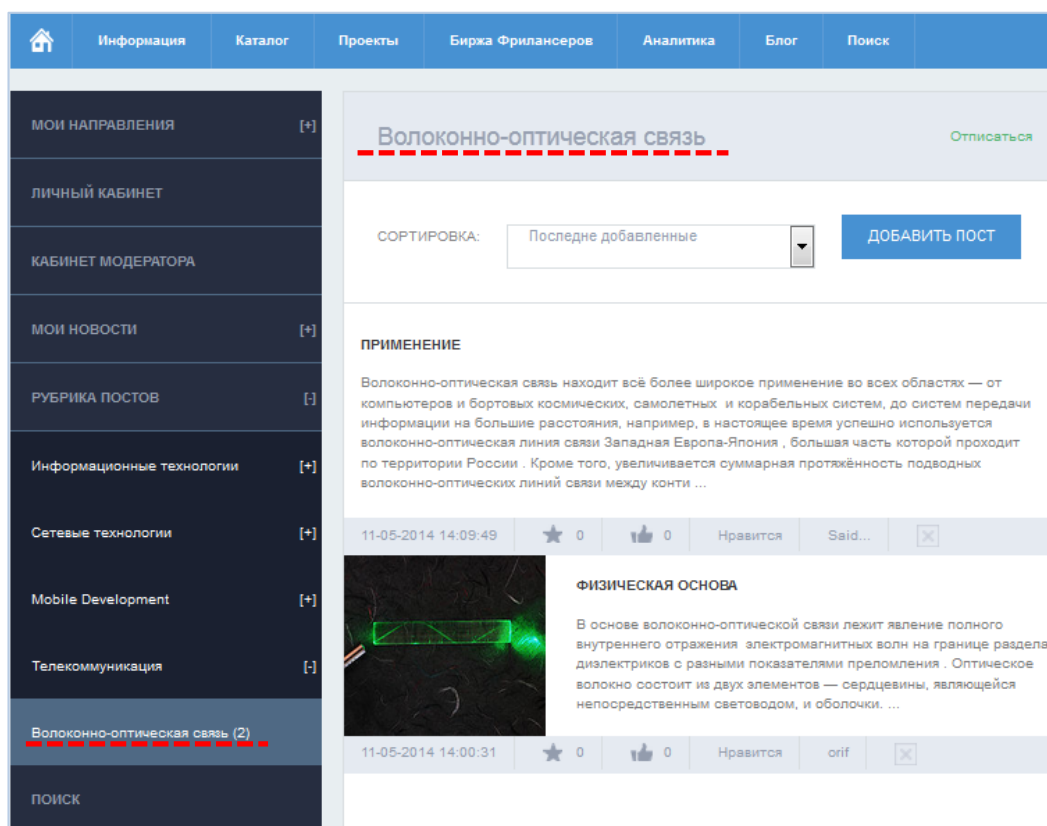 Информация Каталог Проекты Биржа Фрилансеров Аналитика Блог Поиск
МОИ НАПРАВЛЕНИЯ [+]
ЛИЧНЫЙ КАБИНЕТ
КАБИНЕТ МОДЕРАТОРА
МОИ НОВОСТИ [+]
РУБРИКА ПОСТОВ [-]
Информационные технологии [+]
Сетевые технологии [+]
Mobile Development [+]
Телекоммуникация [-]
Волоконно-оптическая связь (2)
ПОИСК
Волоконно-оптическая связь Отписаться
СОРТИРОВКА: Последне добавленные ДОБАВИТЬ ПОСТ
ПРИМЕНЕНИЕ
Волоконно-оптическая связь находит всё более широкое применение во всех областях — от
компьютеров и бортовых космических, самолетных и корабельных систем, до систем передачи
информации на большие расстояния, например, в настоящее время успешно используется
волоконно-оптическая линия связи Западная Европа-Япония , большая часть которой проходит
по территории России . Кроме того, увеличивается суммарная протяжённость подводных
волоконно-оптических линий связи между конти ...
11-05-2014 14:09:49 0 0 Нравится Said...
ФИЗИЧЕСКАЯ ОСНОВА
В основе волоконно-оптической связи лежит явление полного
внутреннего отражения электромагнитных волн на границе раздела
диэлектриков с разными показателями преломления . Оптическое
волокно состоит из двух элементов — сердцевины, являющейся
непосредственным световодом, и оболочки. ...
11-05-2014 14:00:31 0 0 Нравится orif